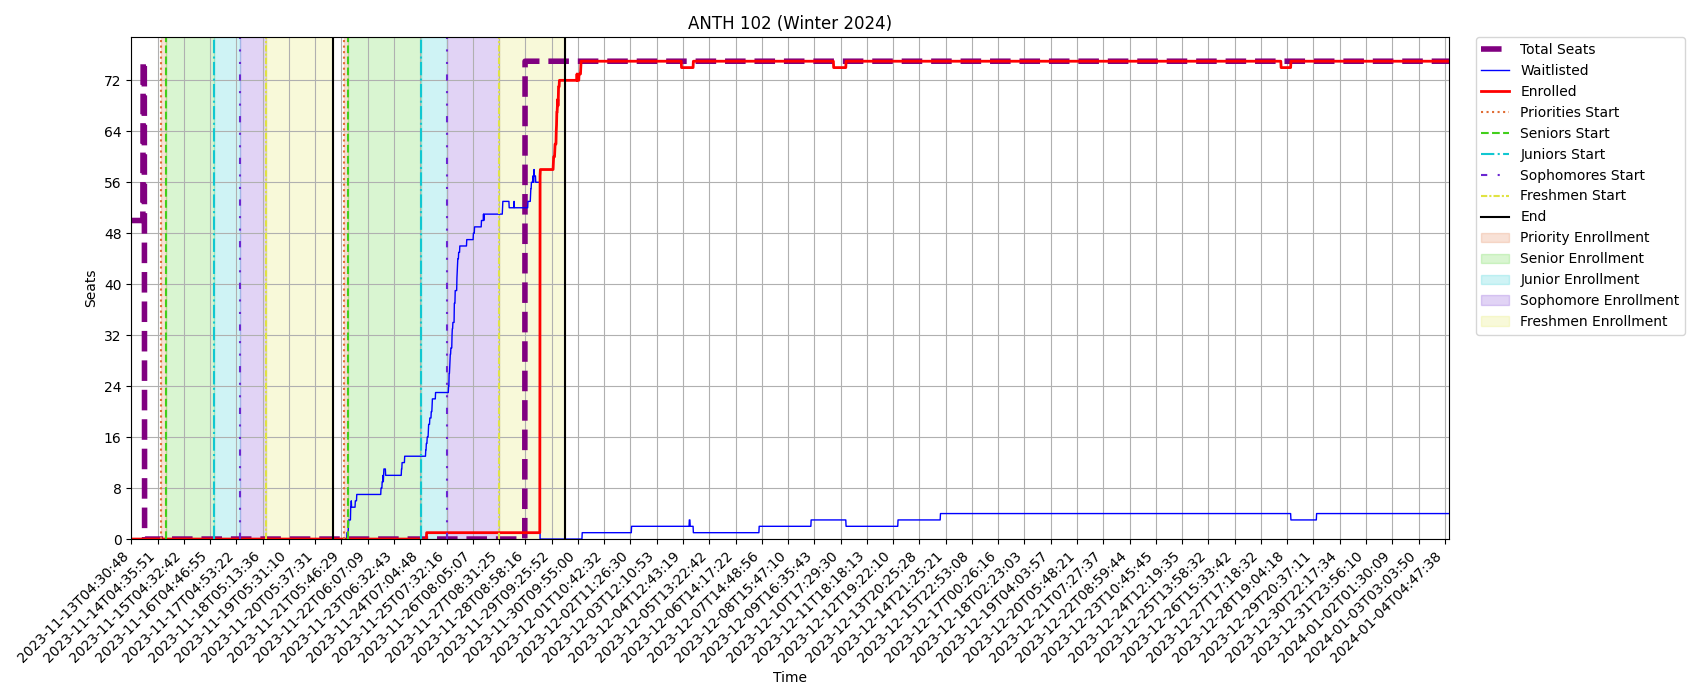 ANTH 102 (Winter 2024)
Seats
72
64
56
48
40
32
24
16
8
0
2023-11-13T04:30:48
2023-11-14T04:35:51
2023-11-15T04:32:42
2023-11-16T04:46:55
2023-11-17T04:53:22
2023-11-18T05:13:36
2023-11-19T05:31:10
2023-11-20T05:37:31
2023-11-21T05:46:29
2023-11-22T06:07:09
2023-11-23T06:32:43
2023-11-24T07:04:48
2023-11-25T07:32:16
2023-11-26T08:05:07
2023-11-27T08:31:25
2023-11-28T08:58:16
2023-11-29T09:25:52
2023-11-30T09:55:00
2023-12-01T10:42:32
2023-12-02T11:26:30
2023-12-03T12:10:53
2023-12-04T12:43:19
2023-12-05T13:22:42
2023-12-06T14:17:22
2023-12-07T14:48:56
2023-12-08T15:47:10
2023-12-09T16:35:43
2023-12-10T17:29:30
2023-12-11T18:18:13
2023-12-12T19:22:10
2023-12-13T20:25:28
2023-12-14T21:25:21
2023-12-15T22:53:08
2023-12-17T00:26:16
2023-12-18T02:23:03
2023-12-19T04:03:57
2023-12-20T05:48:21
2023-12-21T07:27:37
2023-12-22T08:59:44
2023-12-23T10:45:45
2023-12-24T12:19:35
2023-12-25T13:58:32
2023-12-26T15:33:42
2023-12-27T17:18:32
2023-12-28T19:04:18
2023-12-29T20:37:11
2023-12-30T22:17:34
2023-12-31T23:56:10
2024-01-02T01:30:09
2024-01-03T03:03:50
2024-01-04T04:47:38
Time
Total Seats
Waitlisted
Enrolled
Priorities Start
Seniors Start
Juniors Start
Sophomores Start
Freshmen Start
End
Priority Enrollment
Senior Enrollment
Junior Enrollment
Sophomore Enrollment
Freshmen Enrollment